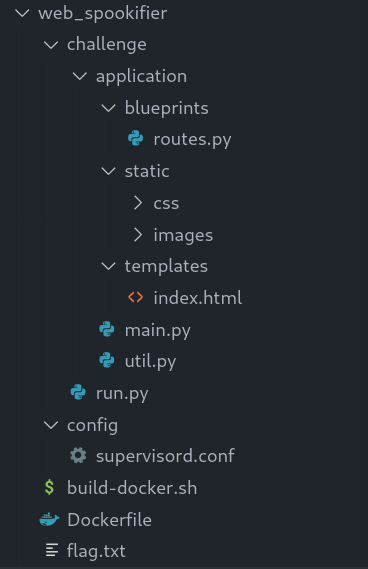 web_spookifier
challenge
application
blueprints
routes.py
static
css
images
templates
index.html
main.py
util.py
run.py
config
supervisord.conf
build-docker.sh
Dockerfile
flag.txt